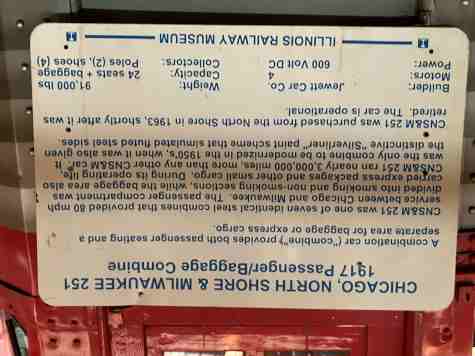 CHICAGO, NORTH SHORE & MILWAUKEE 251
1917 Passenger/Baggage Combine
A combination car ("combine") provides both passenger seating and a
separate area for baggage or express cargo.
CNS&M 251 was one of seven identical steel combines that provided 80 mph
service between Chicago and Milwaukee. The passenger compartment was
divided into smoking and non-smoking sections, while the baggage area also
carried express packages and other small cargo. During its operating life,
CNS&M 251 ran nearly 3,000,000 miles, more than any other CNS&M car. It
was the only combine to be modernized in the 1950's, when it was also given
the distinctive "Silverliner" paint scheme that simulated fluted steel sides.
CNS&M 251 was purchased from the North Shore in 1963, shortly after it was
retired. The car is operational.
Builder: Jewett Car Co. Weight: 91,000 lbs
Motors: 4 Capacity: 24 seats + baggage
Power: 600 Volt DC Collectors: Poles (2), shoes (4)
ILLINOIS RAILWAY MUSEUM